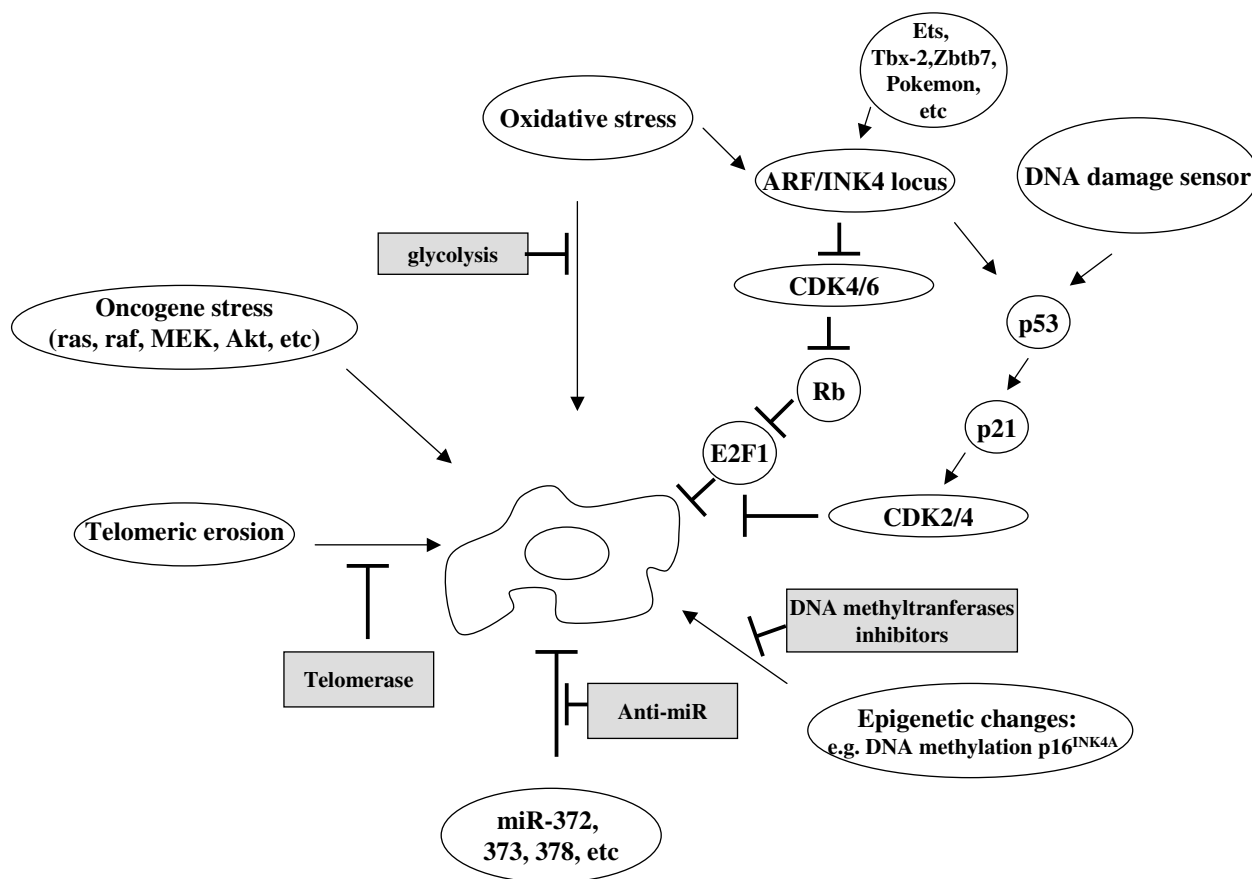 Ets,
Tbx-2,Zbtb7,
Pokemon,
etc
Oxidative stress
ARF/INK4 locus
DNA damage sensor
glycolysis
CDK4/6
Oncogene stress
(ras, raf, MEK, Akt, etc)
p53
Rb
p21
E2F1
CDK2/4
Telomeric erosion
DNA methyltranferases
inhibitors
Telomerase
Anti-miR
Epigenetic changes:
e.g. DNA methylation p16INK4A
miR-372,
373, 378, etc